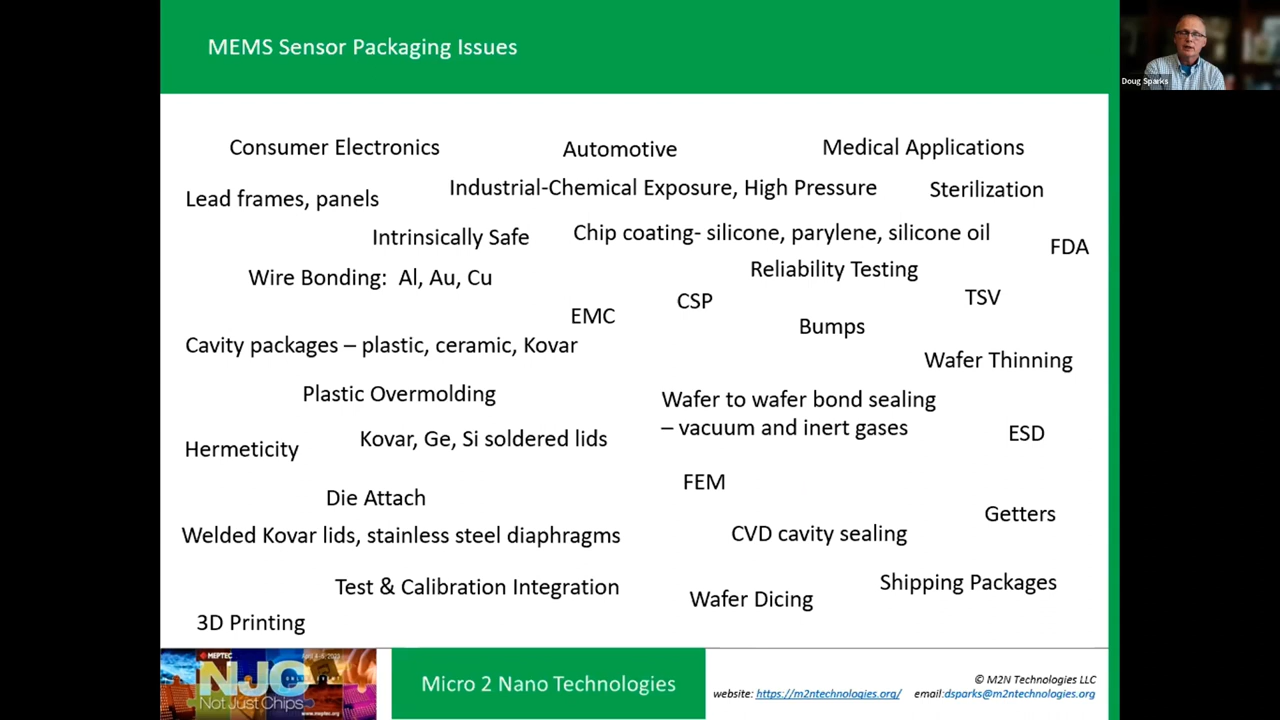 MEMS Sensor Packaging Issues
Doug Sparks
Consumer Electronics
Automotive
Medical Applications
Lead frames, panels
Industrial-Chemical Exposure, High Pressure
Sterilization
Intrinsically Safe
Chip coating- silicone, parylene, silicone oil
FDA
Wire Bonding: Al, Au, Cu
Reliability Testing
EMC
CSP
TSV
Bumps
Cavity packages – plastic, ceramic, Kovar
Wafer Thinning
Plastic Overmolding
Wafer to wafer bond sealing
– vacuum and inert gases
ESD
Hermeticity
Kovar, Ge, Si soldered lids
FEM
Die Attach
Getters
Welded Kovar lids, stainless steel diaphragms
CVD cavity sealing
Test & Calibration Integration
Shipping Packages
Wafer Dicing
3D Printing
MEPTEC
NJC
Not Just Chips
www.meptec.org
Micro 2 Nano Technologies
© M2N Technologies LLC
website: https://m2ntechnologies.org/ email:dsparks@m2ntechnologies.org